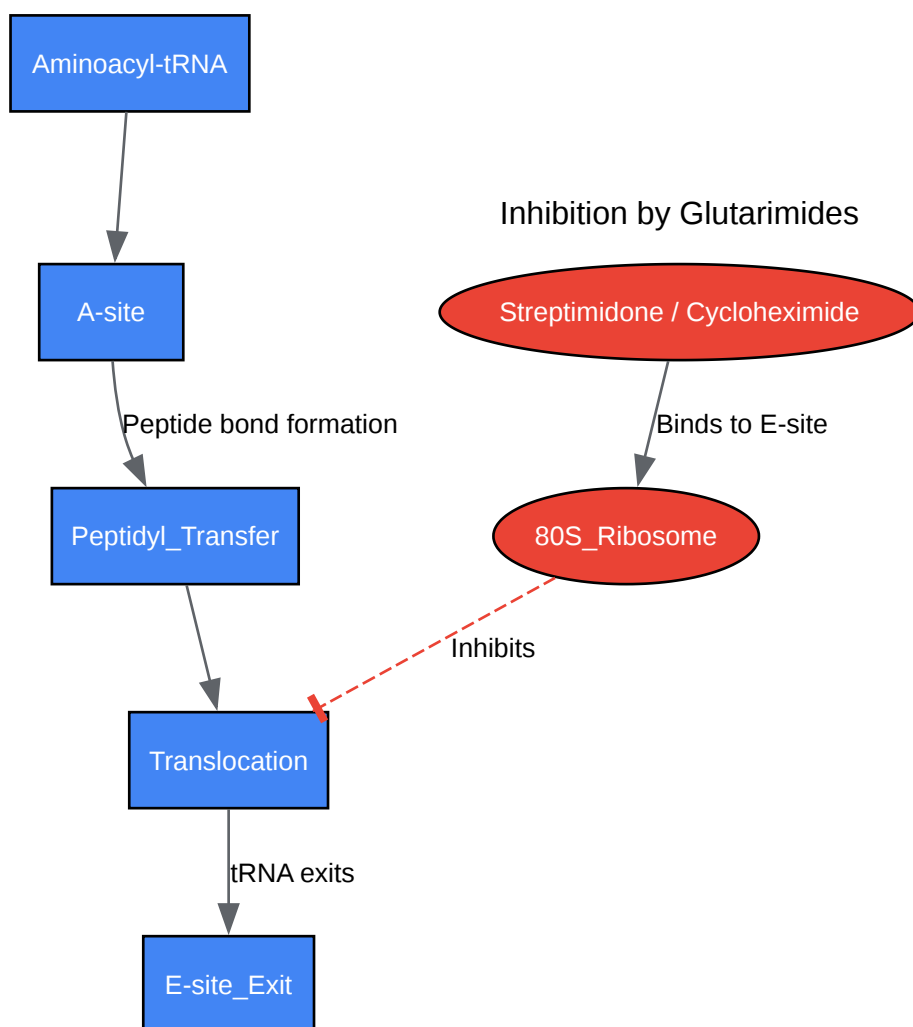 Aminoacyl-tRNA
Inhibition by Glutarimides
A-site
Streptimidone / Cycloheximide
Peptide bond formation
Binds to E-site
Peptidyl_Transfer
80S_Ribosome
Inhibits
Translocation
tRNA exits
E-site_Exit